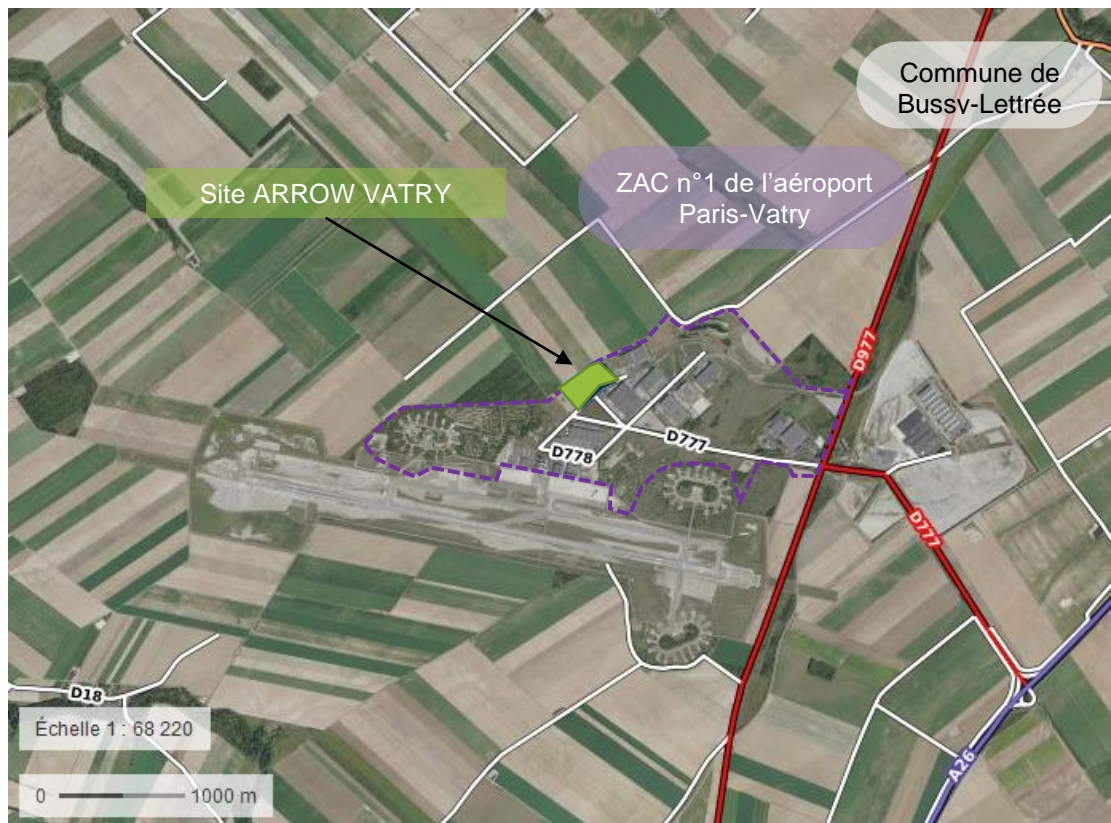 Commune de
Bussy-Lettrée
Site ARROW VATRY
ZAC n°1 de l'aéroport
Paris-Vatry
D977
D777
D778
D777
D18
Échelle 1 : 68 220
A26
0 1000 m